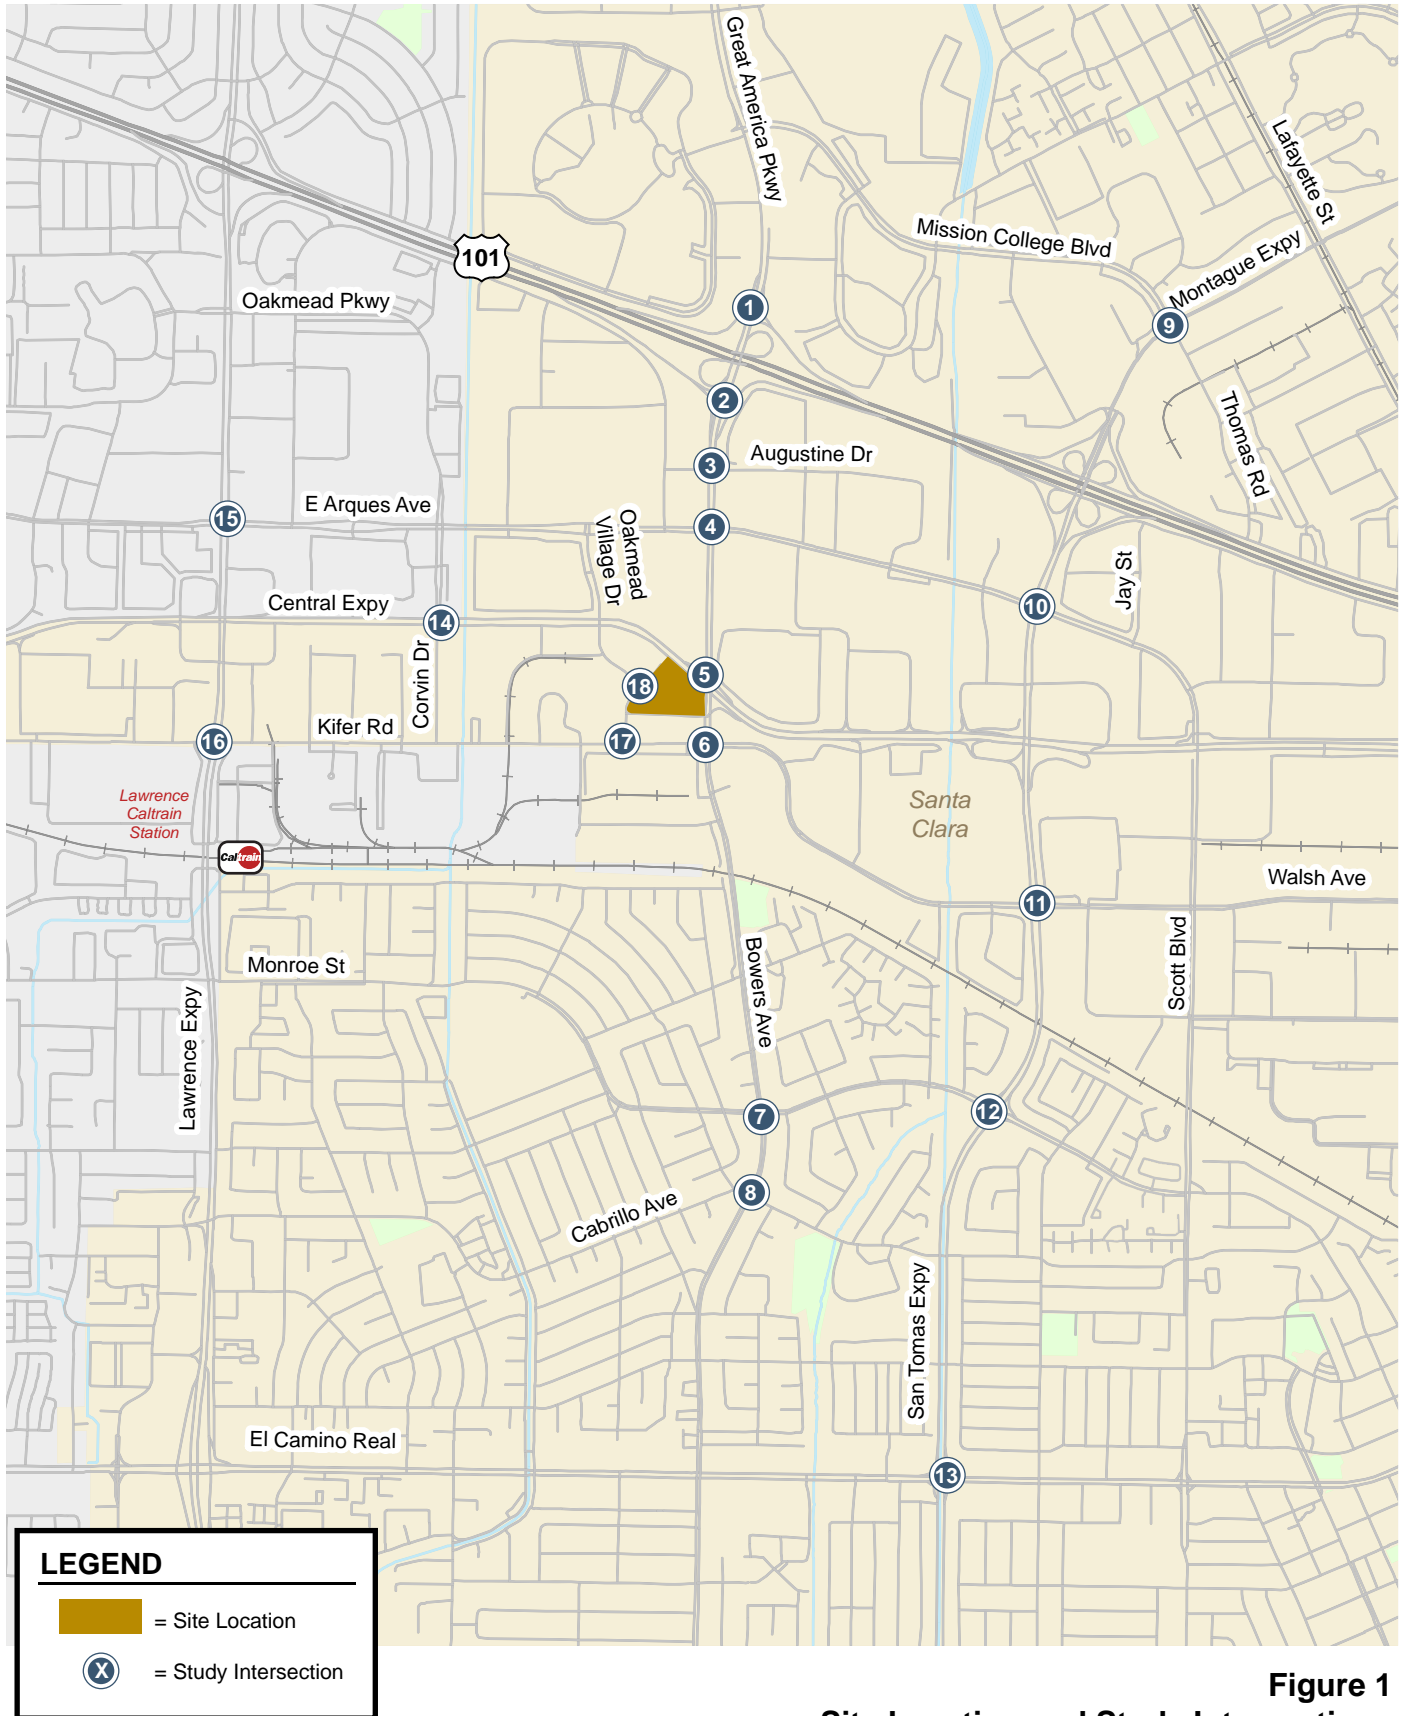 Great America Pkwy
Lafayette St
Mission College Blvd
Montague Expy
101
Oakmead Pkwy
1
9
2
Thomas Rd
3
Augustine Dr
E Arques Ave
15
4
Oakmead
Village Dr
Jay St
Central Expy
14
10
Corvin Dr
5
18
Kifer Rd
16
17
6
Lawrence
Caltrain
Station
Santa
Clara
Caltrain
Walsh Ave
11
Scott Blvd
Bowers Ave
Monroe St
Lawrence Expy
7
12
8
Cabrillo Ave
San Tomas Expy
El Camino Real
13
LEGEND
= Site Location
X
= Study Intersection
Figure 1